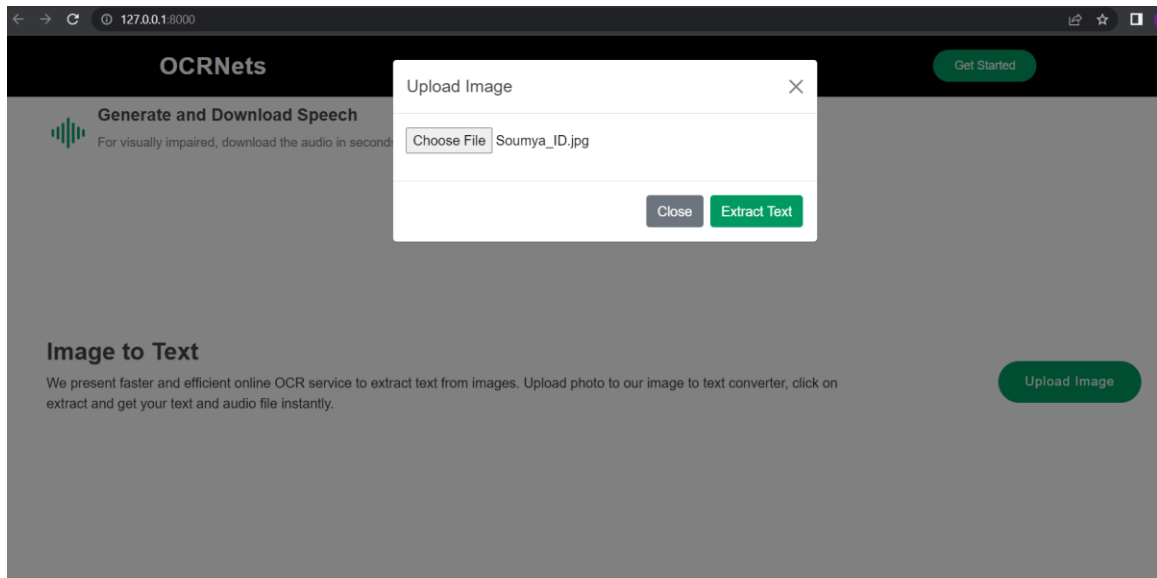 127.0.0.1:8000
OCRNets
Get Started
Upload Image
Choose File Soumya_ID.jpg
Close Extract Text
Generate and Download Speech
For visually impaired, download the audio in seconds
Image to Text
We present faster and efficient online OCR service to extract text from images. Upload photo to our image to text converter, click on
extract and get your text and audio file instantly.
Upload Image